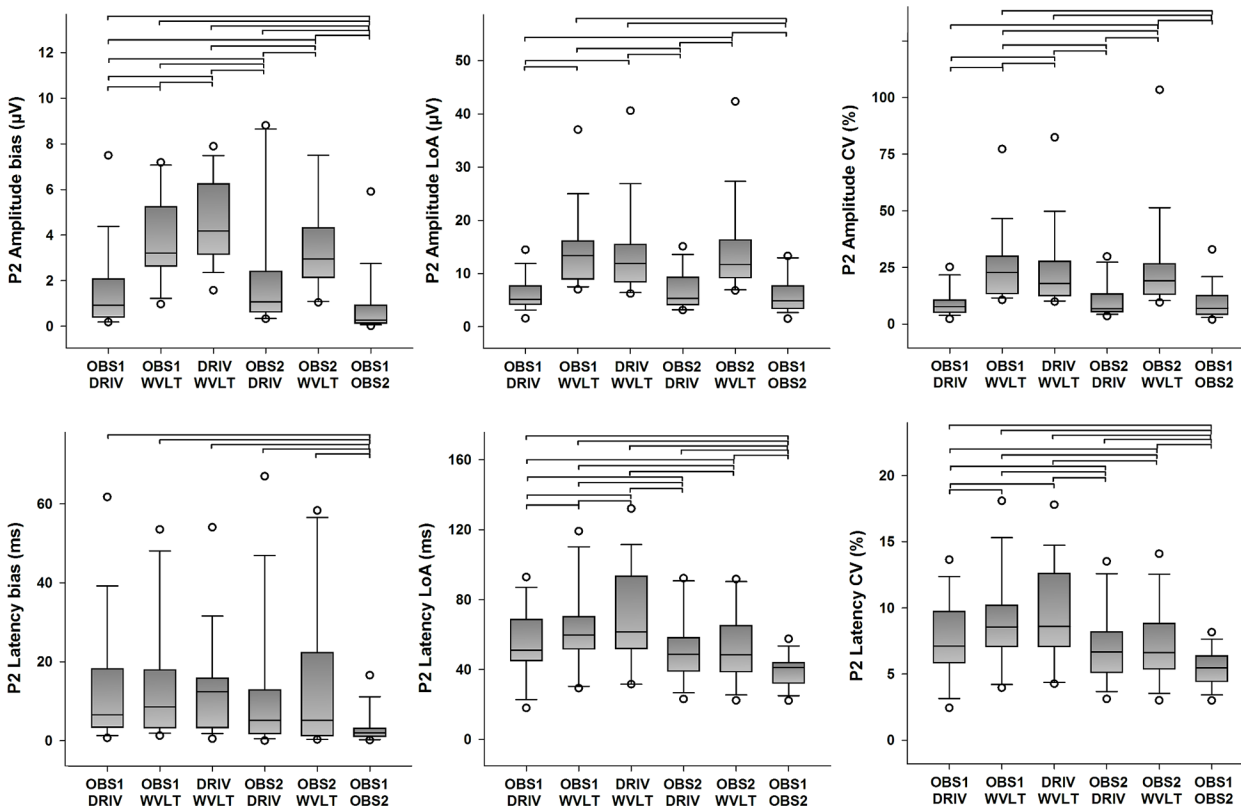 P2 Amplitude bias (µV)
12
10
8
6
4
2
0
OBS1 OBS1 DRIV OBS2 OBS2 OBS1
DRIV WVLT WVLT DRIV WVLT OBS2
P2 Amplitude LoA (µV)
50
40
30
20
10
0
OBS1 OBS1 DRIV OBS2 OBS2 OBS1
DRIV WVLT WVLT DRIV WVLT OBS2
P2 Amplitude CV (%)
100
75
50
25
0
OBS1 OBS1 DRIV OBS2 OBS2 OBS1
DRIV WVLT WVLT DRIV WVLT OBS2
P2 Latency bias (ms)
60
40
20
0
OBS1 OBS1 DRIV OBS2 OBS2 OBS1
DRIV WVLT WVLT DRIV WVLT OBS2
P2 Latency LoA (ms)
160
120
80
40
0
OBS1 OBS1 DRIV OBS2 OBS2 OBS1
DRIV WVLT WVLT DRIV WVLT OBS2
P2 Latency CV (%)
20
15
10
5
0
OBS1 OBS1 DRIV OBS2 OBS2 OBS1
DRIV WVLT WVLT DRIV WVLT OBS2